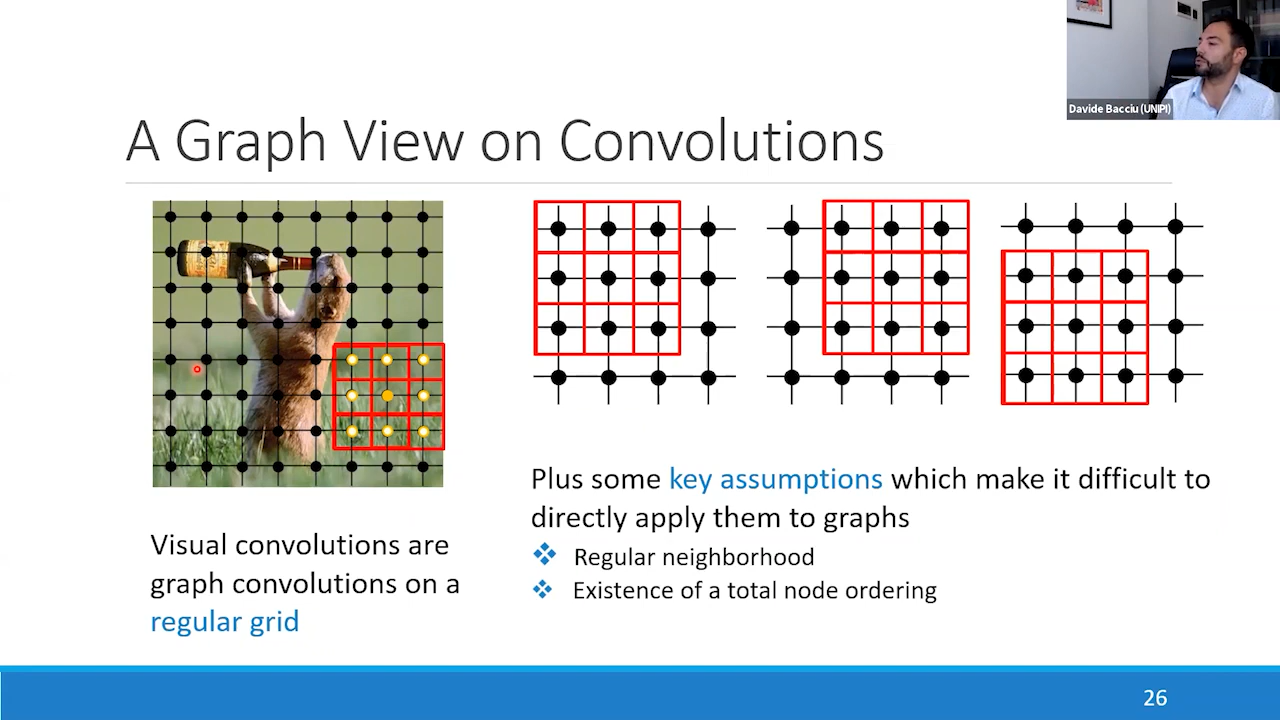 Davide Bacciu (UNIPI)
A Graph View on Convolutions
Visual convolutions are
graph convolutions on a
regular grid
Plus some key assumptions which make it difficult to
directly apply them to graphs
Regular neighborhood
Existence of a total node ordering
26